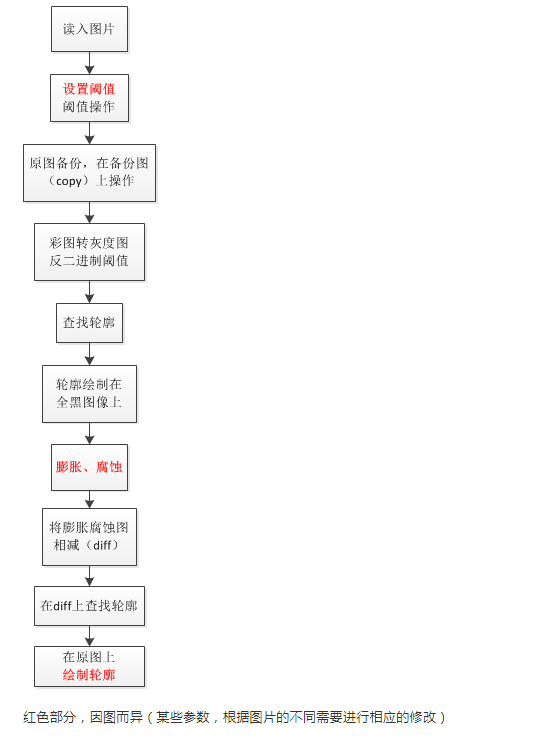 读入图片
设置阈值
阈值操作
原图备份，在备份图
（copy）上操作
彩图转灰度图
反二进制阈值
查找轮廓
轮廓绘制在
全黑图像上
膨胀、腐蚀
将膨胀腐蚀图
相减（diff）
在diff上查找轮廓
在原图上
绘制轮廓
红色部分，因图而异（某些参数，根据图片的不同需要进行相应的修改）